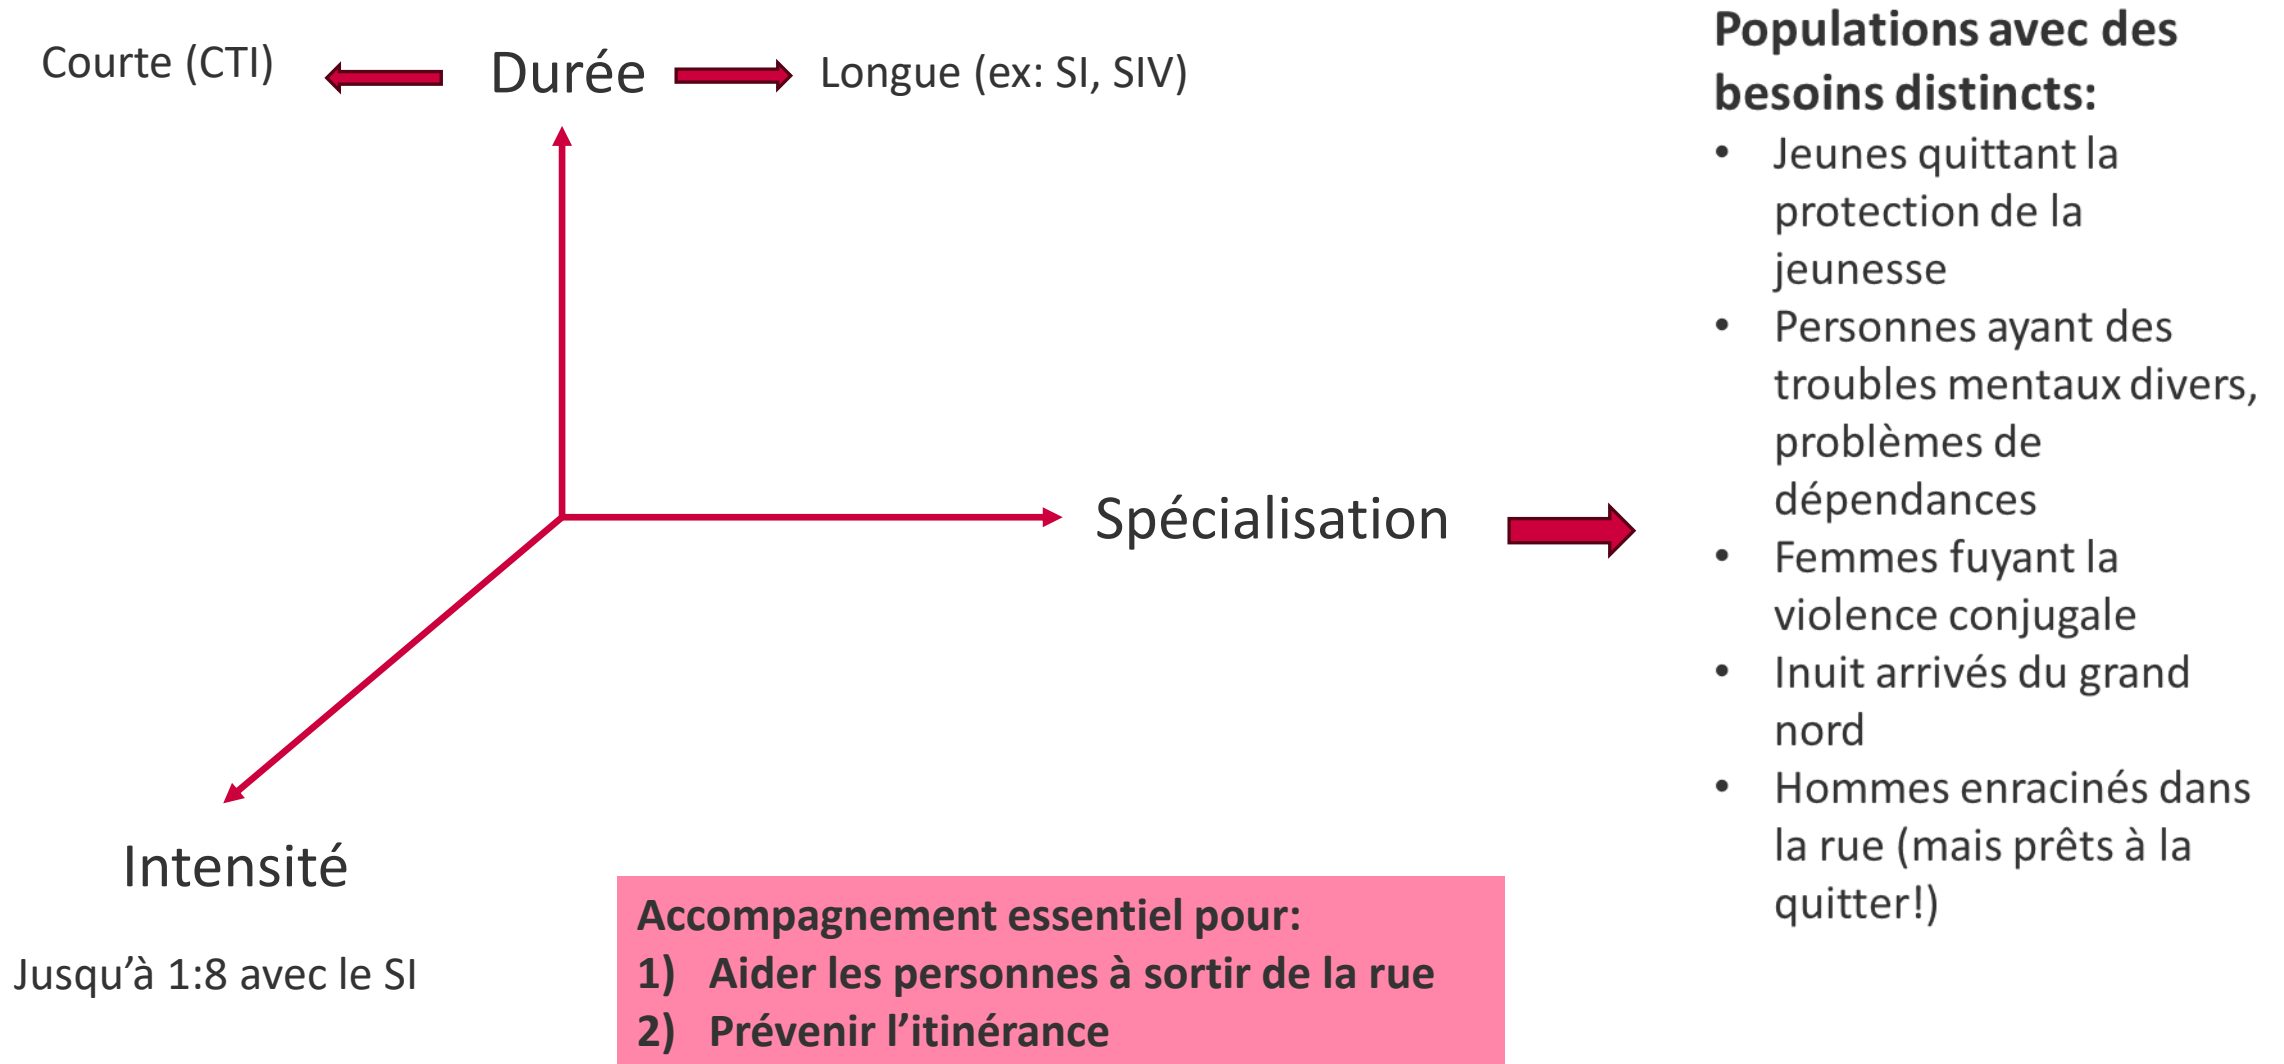 Courte (CTI)
Durée
Longue (ex: SI, SIV)
Spécialisation
Intensité
Jusqu’à 1:8 avec le SI
Accompagnement essentiel pour:
1) Aider les personnes à sortir de la rue
2) Prévenir l’itinérance
Populations avec des
besoins distincts:
• Jeunes quittant la
protection de la
jeunesse
• Personnes ayant des
troubles mentaux divers,
problèmes de
dépendances
• Femmes fuyant la
violence conjugale
• Inuit arrivés du grand
nord
• Hommes enracinés dans
la rue (mais prêts à la
quitter!)